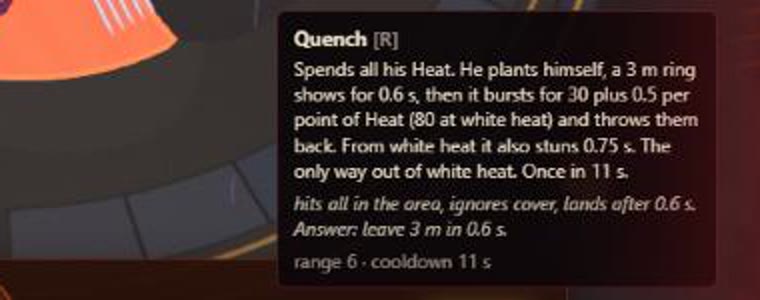 Quench [R]
Spends all his Heat. He plants himself, a 3 m ring
shows for 0.6 s, then it bursts for 30 plus 0.5 per
point of Heat (80 at white heat) and throws them
back. From white heat it also stuns 0.75 s. The
only way out of white heat. Once in 11 s.
hits all in the area, ignores cover, lands after 0.6 s.
Answer: leave 3 m in 0.6 s.
range 6 · cooldown 11 s